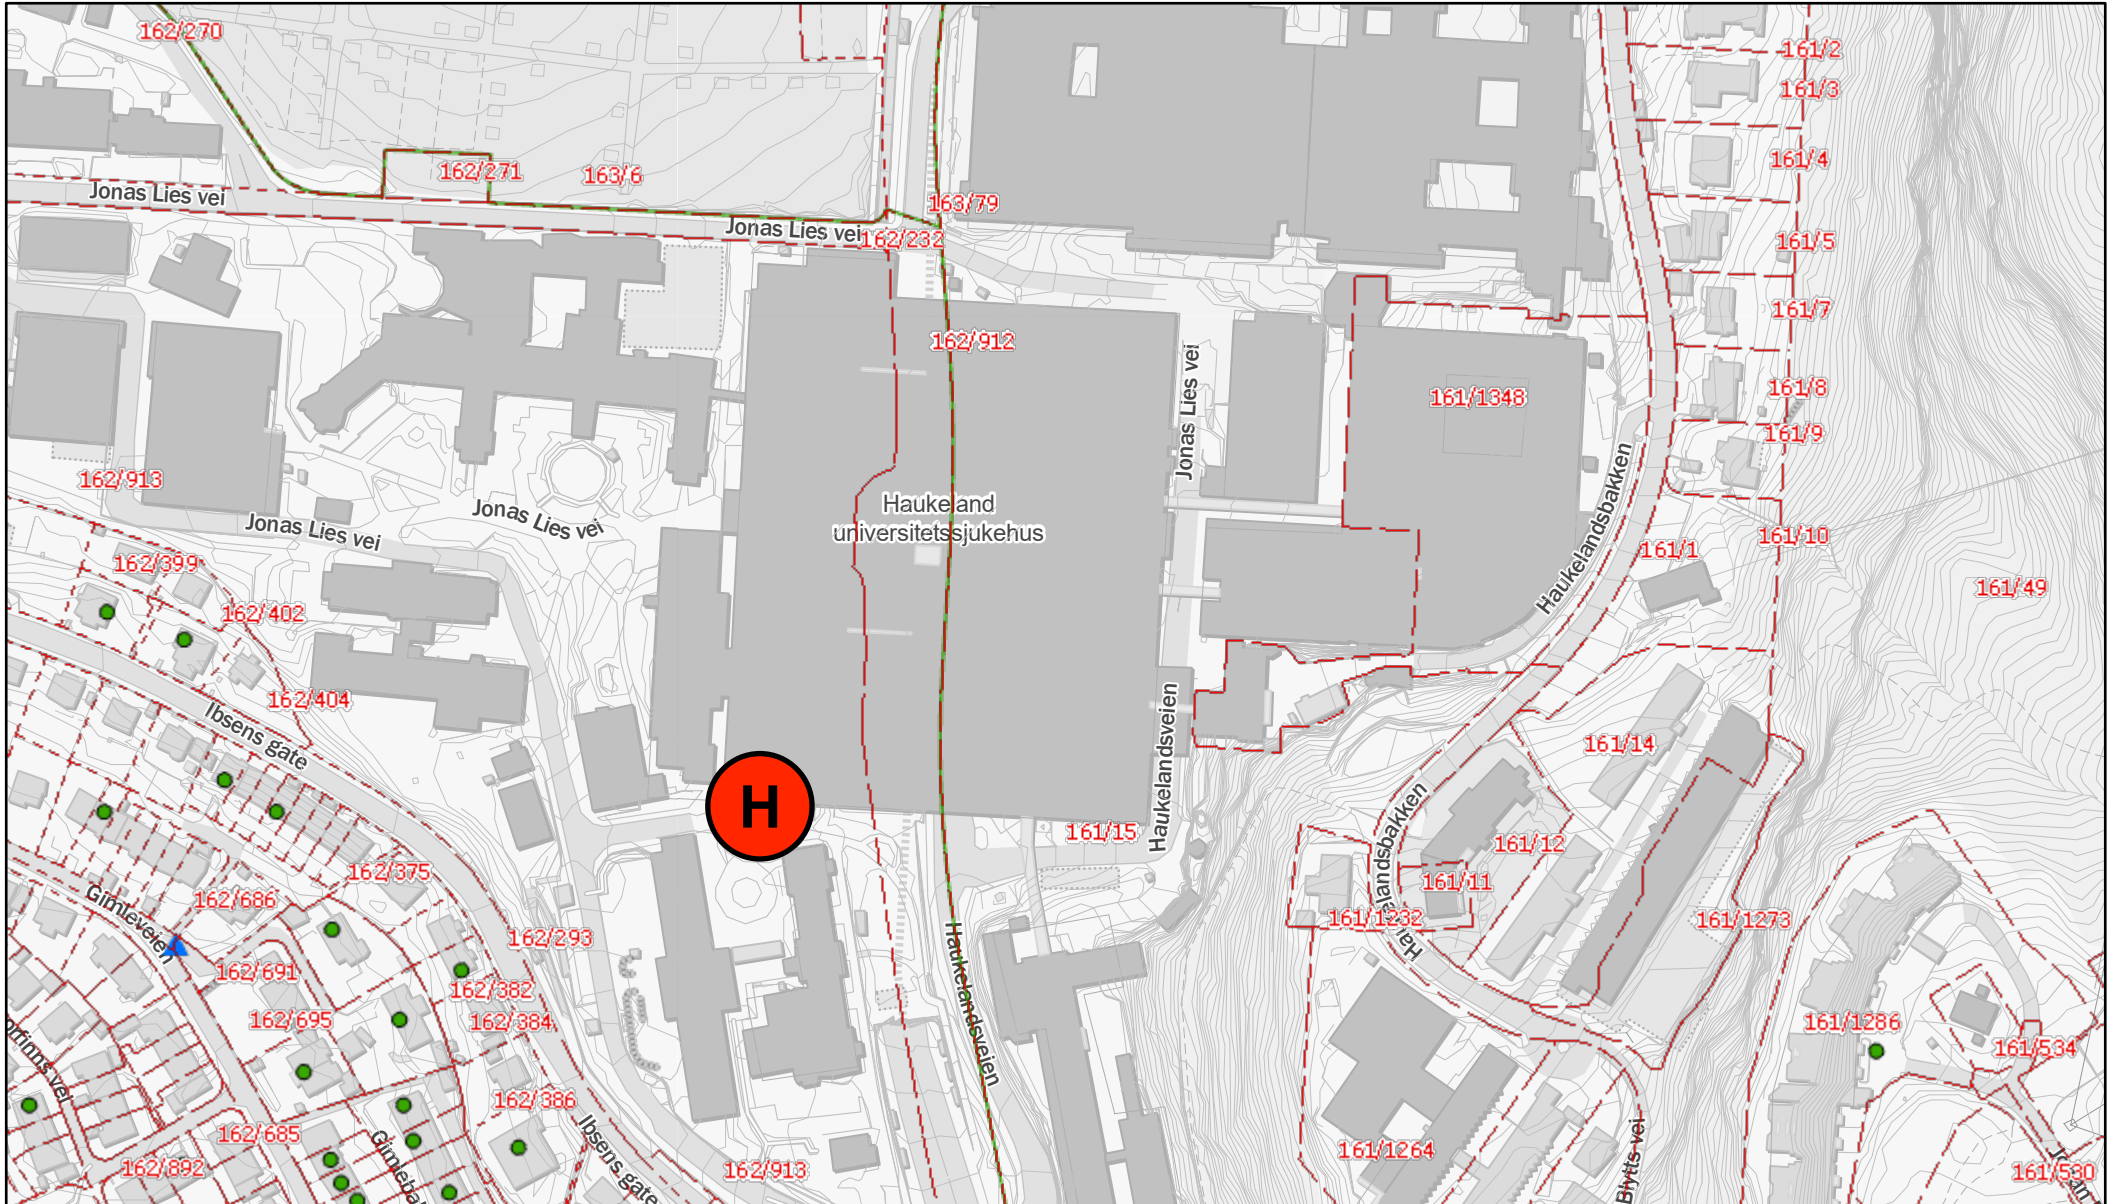 162/270
161/2
161/3
161/4
162/271
163/6
Jonas Lies vei
163/79
Jonas Lies vei
162/232
161/5
161/7
162/912
Jonas Lies vei
161/1348
161/8
161/9
Haukelandsbakken
162/913
Haukeland
universitetssjukehus
Jonas Lies vei
Jonas Lies vei
161/10
161/1
162/399
161/49
162/402
162/404
Ibsens gate
Haukelandsveien
161/14
H
161/15
Haukelandsbakken
161/12
162/375
161/11
162/686
Gimleveien
161/1232
161/1273
162/293
Haukelandsveien
162/691
162/382
162/695
162/384
161/1286
161/534
162/386
162/685
Ibsens gate
161/1264
Blytts vei
162/892
162/913
161/530